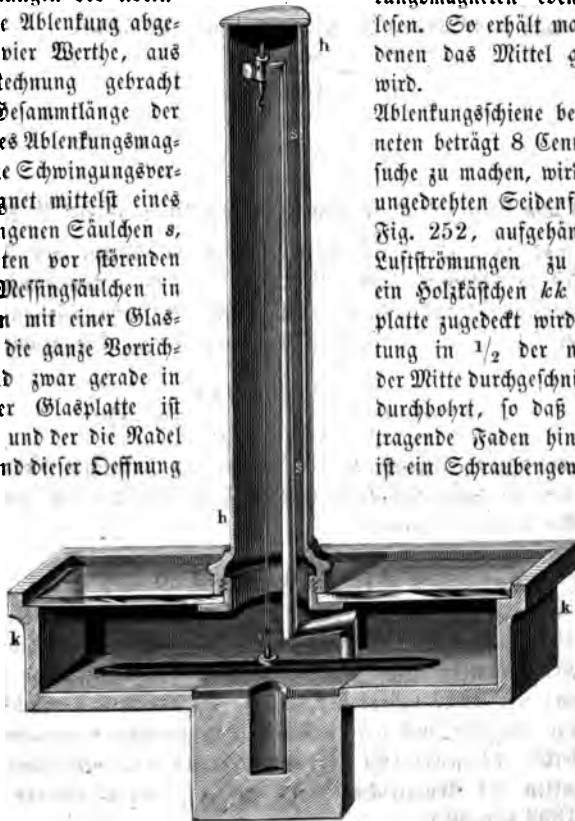 e Ablenkung abge-
vier Werthe, aus
echnung gebracht
Gesammtlänge der
es Ablenkungsmag-
e Schwingungsver-
gnet mittelst eines
genen Säulchen s,
ten vor störenden
Messingsäulchen in
n mit einer Glas-
die ganze Vorrich-
d zwar gerade in
er Glasplatte ist
und der die Nadel
nd dieser Oeffnung
lesen. So erhält ma
denen das Mittel g
wird.
Ablenkungsschiene be
neten beträgt 8 Cent
suche zu machen, wir
ungedrehten Seidenf
Fig. 252, aufgehän
Luftströmungen zu
ein Holzkästchen kk
platte zugedeckt wird
tung in 1/2 der n
der Mitte durchgeschni
durchbohrt, so daß
tragende Faden hin
ist ein Schraubengen
h
s
s
h
k
k